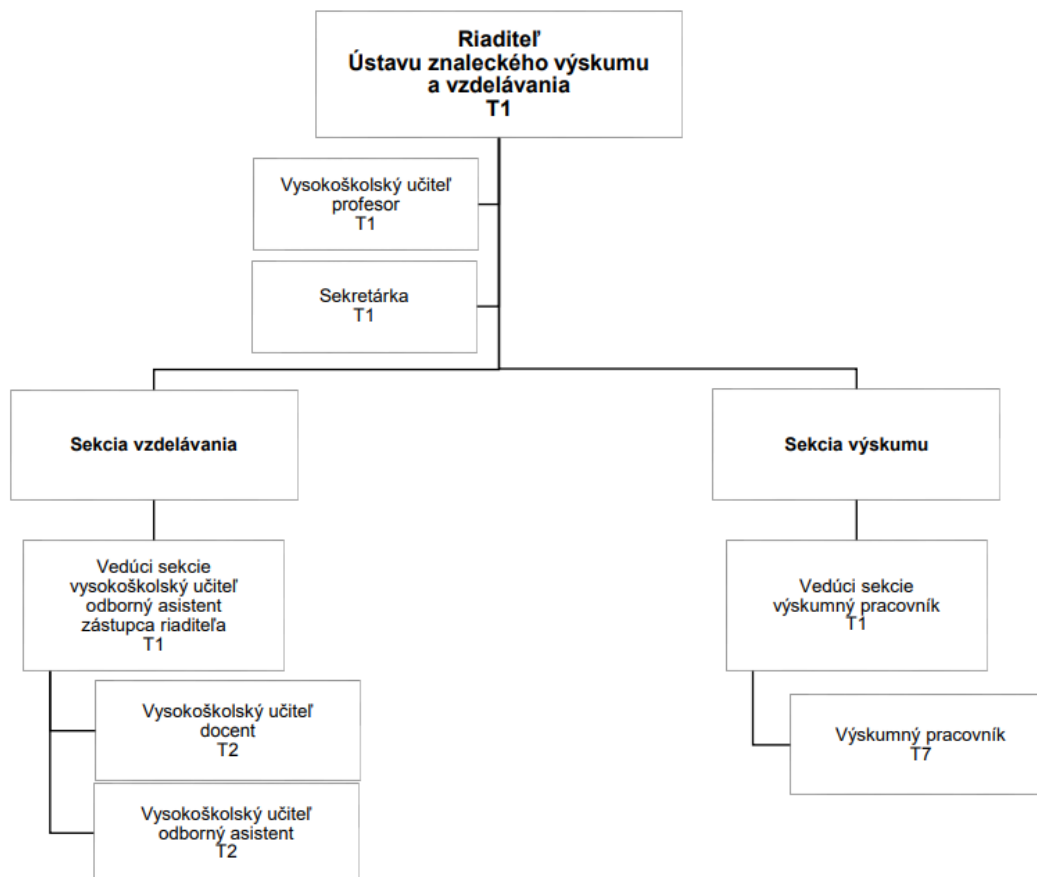 Riaditeľ
Ústavu znaleckého výskumu
a vzdelávania
T1
Vysokoškolský učiteľ
profesor
T1
Sekretárka
T1
Sekcia vzdelávania
Vedúci sekcie
vysokoškolský učiteľ
odborný asistent
zástupca riaditeľa
T1
Vysokoškolský učiteľ
docent
T2
Vysokoškolský učiteľ
odborný asistent
T2
Sekcia výskumu
Vedúci sekcie
výskumný pracovník
T1
Výskumný pracovník
T7